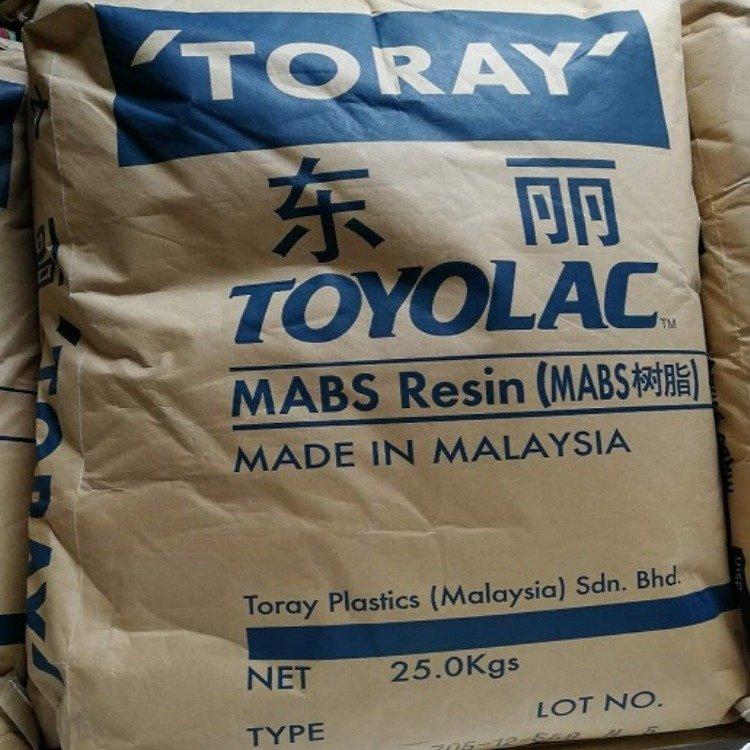 'TORAY'
东丽
TOYOLAC™
MABS Resin (MABS树脂)
MADE IN MALAYSIA
Toray Plastics (Malaysia) Sdn. Bhd.
NET 25.0Kgs
LOT NO.
TYPE
'TORAY'